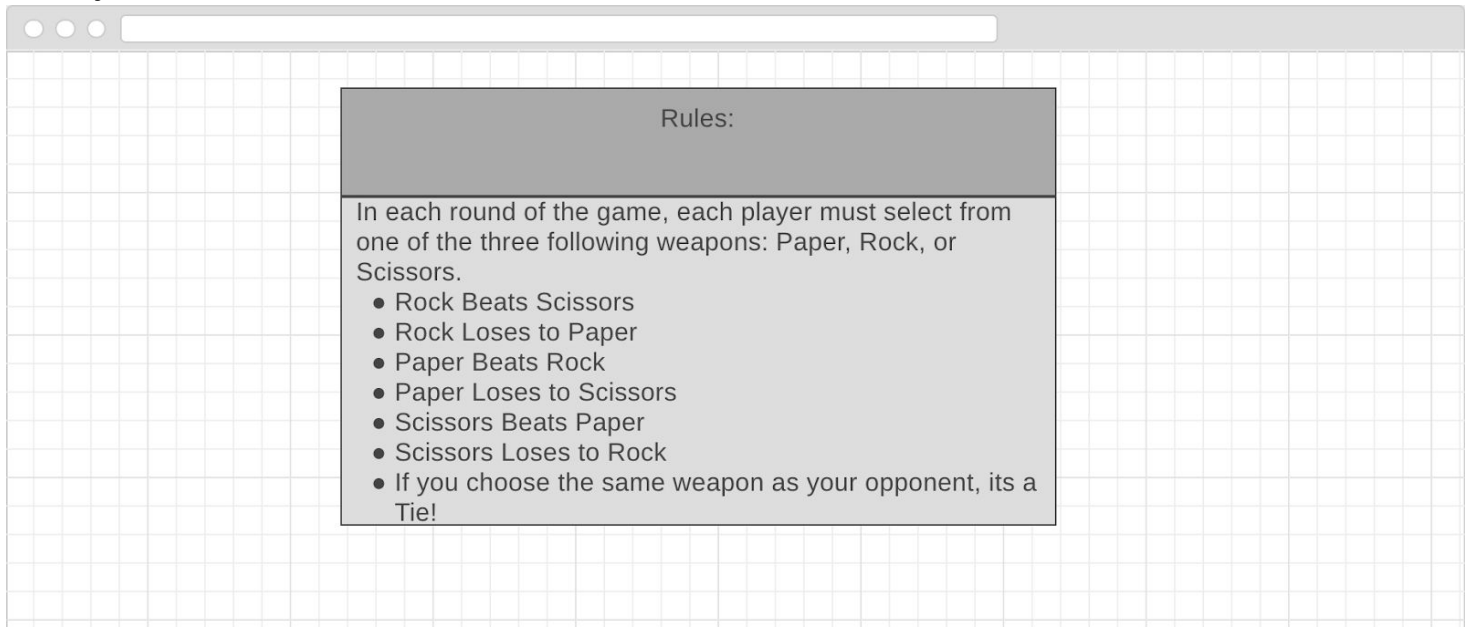 Rules:
In each round of the game, each player must select from
one of the three following weapons: Paper, Rock, or
Scissors.
● Rock Beats Scissors
● Rock Loses to Paper
● Paper Beats Rock
● Paper Loses to Scissors
● Scissors Beats Paper
● Scissors Loses to Rock
● If you choose the same weapon as your opponent, its a
Tie!